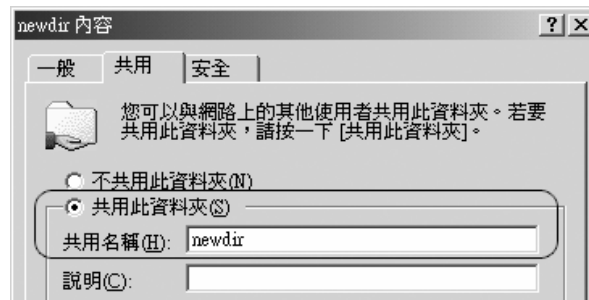 newdir 內容
一般 共用 安全
您可以與網路上的其他使用者共用此資料夾。若要
共用此資料夾，請按一下 [共用此資料夾]。
不共用此資料夾(N)
共用此資料夾(S)
共用名稱(H): newdir
說明(C):